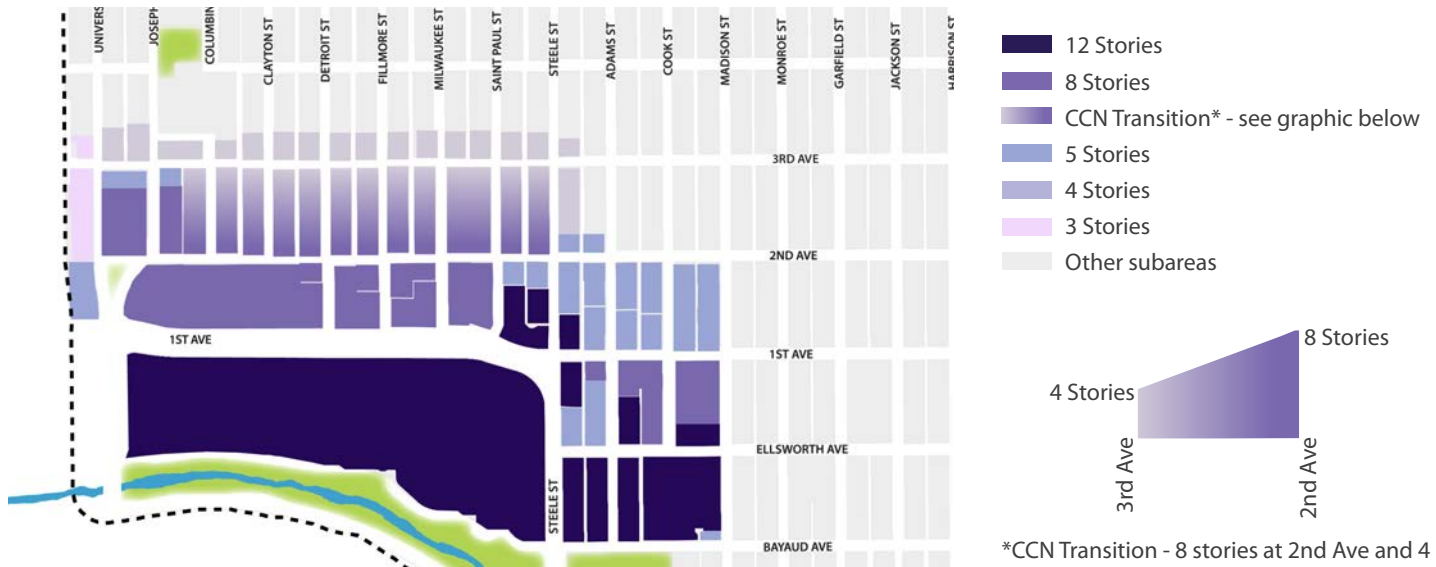 UNIVERS
JOSEPH
COLUMBIN
CLAYTON ST
DETROIT ST
FILLMORE ST
MILWAUKEE ST
SAINT PAUL ST
STEELE ST
ADAMS ST
COOK ST
MADISON ST
MONROE ST
GARFIELD ST
JACKSON ST
HARRISON ST
3RD AVE
2ND AVE
1ST AVE
1ST AVE
ELLSWORTH AVE
STEELE ST
BAYAUD AVE
12 Stories
8 Stories
CCN Transition* - see graphic below
5 Stories
4 Stories
3 Stories
Other subareas
8 Stories
4 Stories
3rd Ave
2nd Ave
*CCN Transition - 8 stories at 2nd Ave and 4